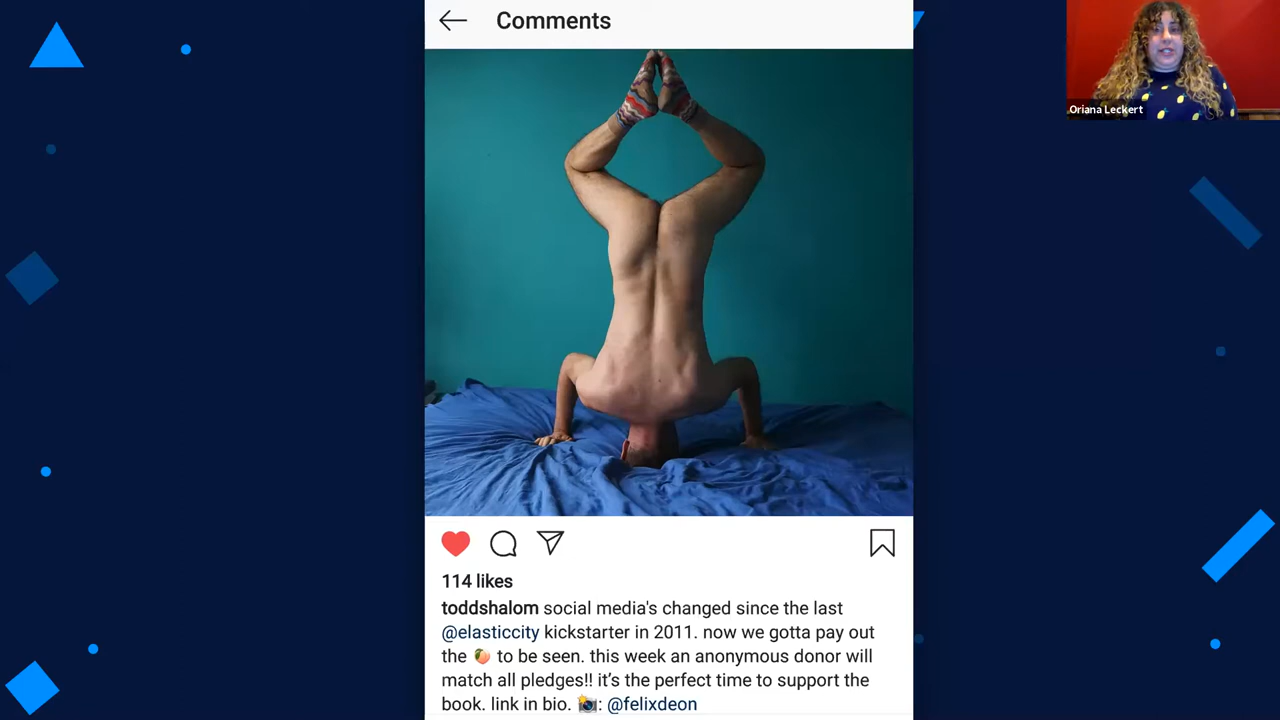 Comments
Oriana Leckert
114 likes
toddshalom social media's changed since the last
@elasticcity kickstarter in 2011. now we gotta pay out
the 🍑 to be seen. this week an anonymous donor will
match all pledges!! it’s the perfect time to support the
book. link in bio. 📸: @felixdeon